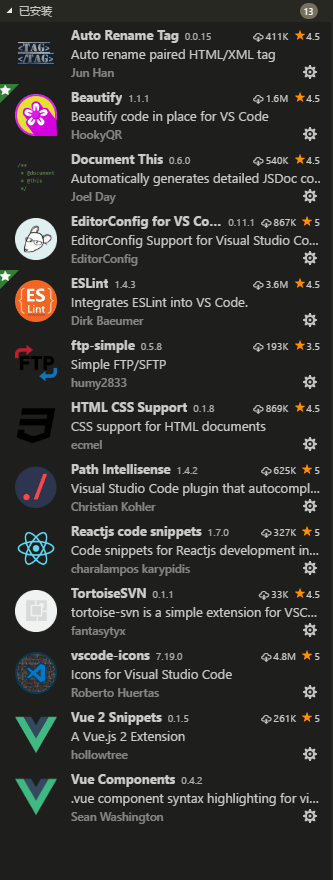 已安装 13
<TAG>
</TAG>
Auto Rename Tag 0.0.15 411K 4.5
Auto rename paired HTML/XML tag
Jun Han
Beautify 1.1.1 1.6M 4.5
Beautify code in place for VS Code
HookyQR
/**
* @document
* @this
*/
Document This 0.6.0 540K 4.5
Automatically generates detailed JSDoc co...
Joel Day
EditorConfig for VS Co... 0.11.1 867K 5
EditorConfig Support for Visual Studio Co...
EditorConfig
ES
Lint
ESLint 1.4.3 3.6M 4.5
Integrates ESLint into VS Code.
Dirk Baeumer
FTP
ftp-simple 0.5.8 193K 3.5
Simple FTP/SFTP
humy2833
HTML CSS Support 0.1.8 869K 4.5
CSS support for HTML documents
ecmel
./
Path Intellisense 1.4.2 625K 5
Visual Studio Code plugin that autocompl...
Christian Kohler
Reactjs code snippets 1.7.0 327K 5
Code snippets for Reactjs development in...
charalampos karypidis
TortoiseSVN 0.1.1 33K 4.5
tortoise-svn is a simple extension for VSC...
fantasytyx
vscode-icons 7.19.0 4.8M 5
Icons for Visual Studio Code
Roberto Huertas
Vue 2 Snippets 0.1.5 261K 5
A Vue.js 2 Extension
hollowtree
Vue Components 0.4.2
.vue component syntax highlighting for vi...
Sean Washington